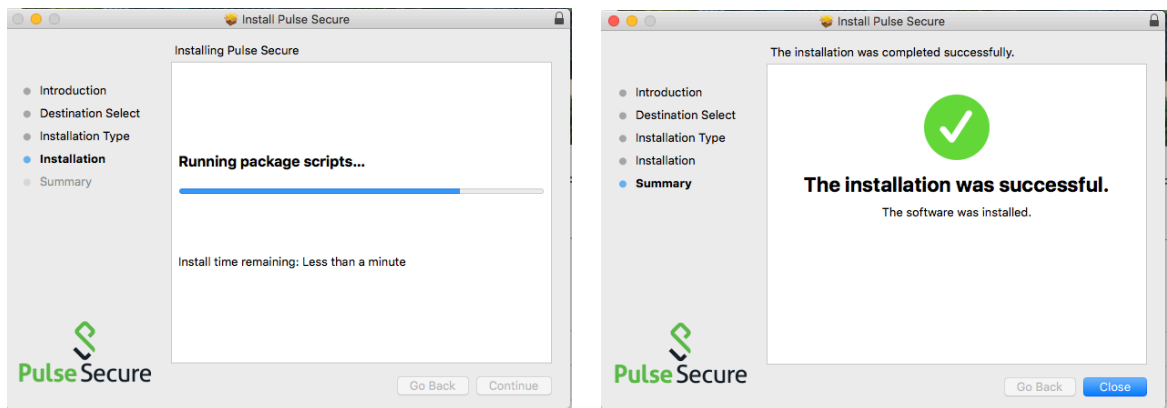 Install Pulse Secure
Installing Pulse Secure
Introduction
Destination Select
Installation Type
Installation
Summary
Running package scripts...
Install time remaining: Less than a minute
Pulse Secure
Go Back
Continue
Install Pulse Secure
The installation was completed successfully.
Introduction
Destination Select
Installation Type
Installation
Summary
The installation was successful.
The software was installed.
Pulse Secure
Go Back
Close